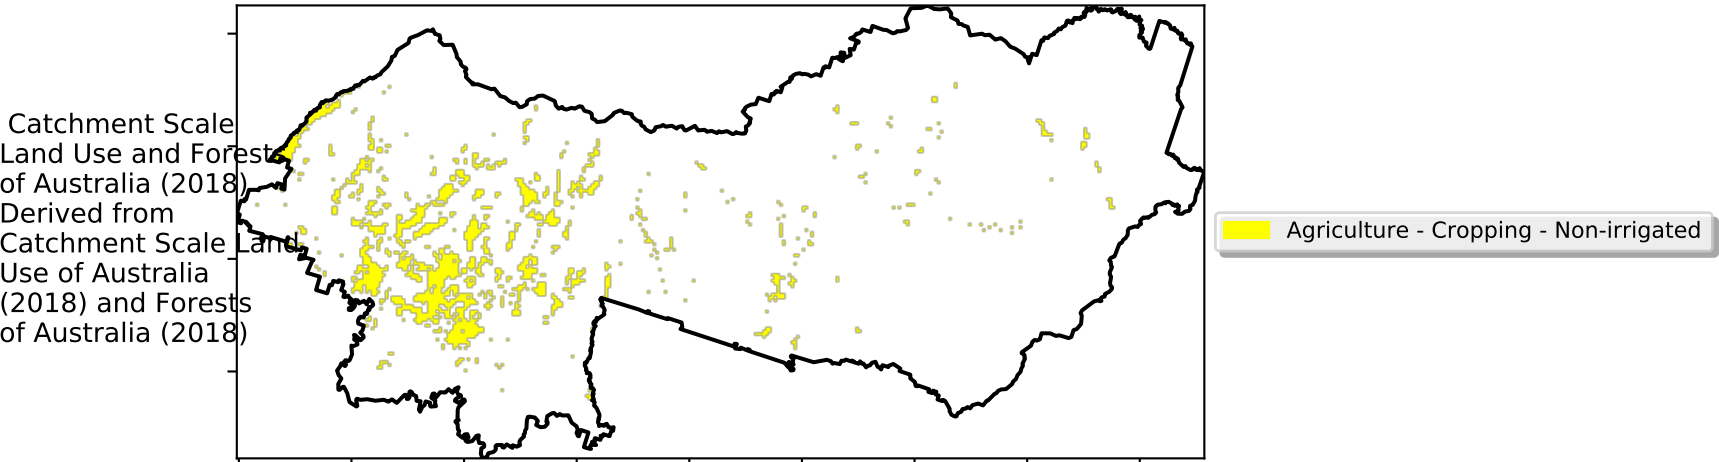 Catchment Scale
Land Use and Forests
of Australia (2018)
Derived from
Catchment Scale Land
Use of Australia
(2018) and Forests
of Australia (2018)
Agriculture - Cropping - Non-irrigated